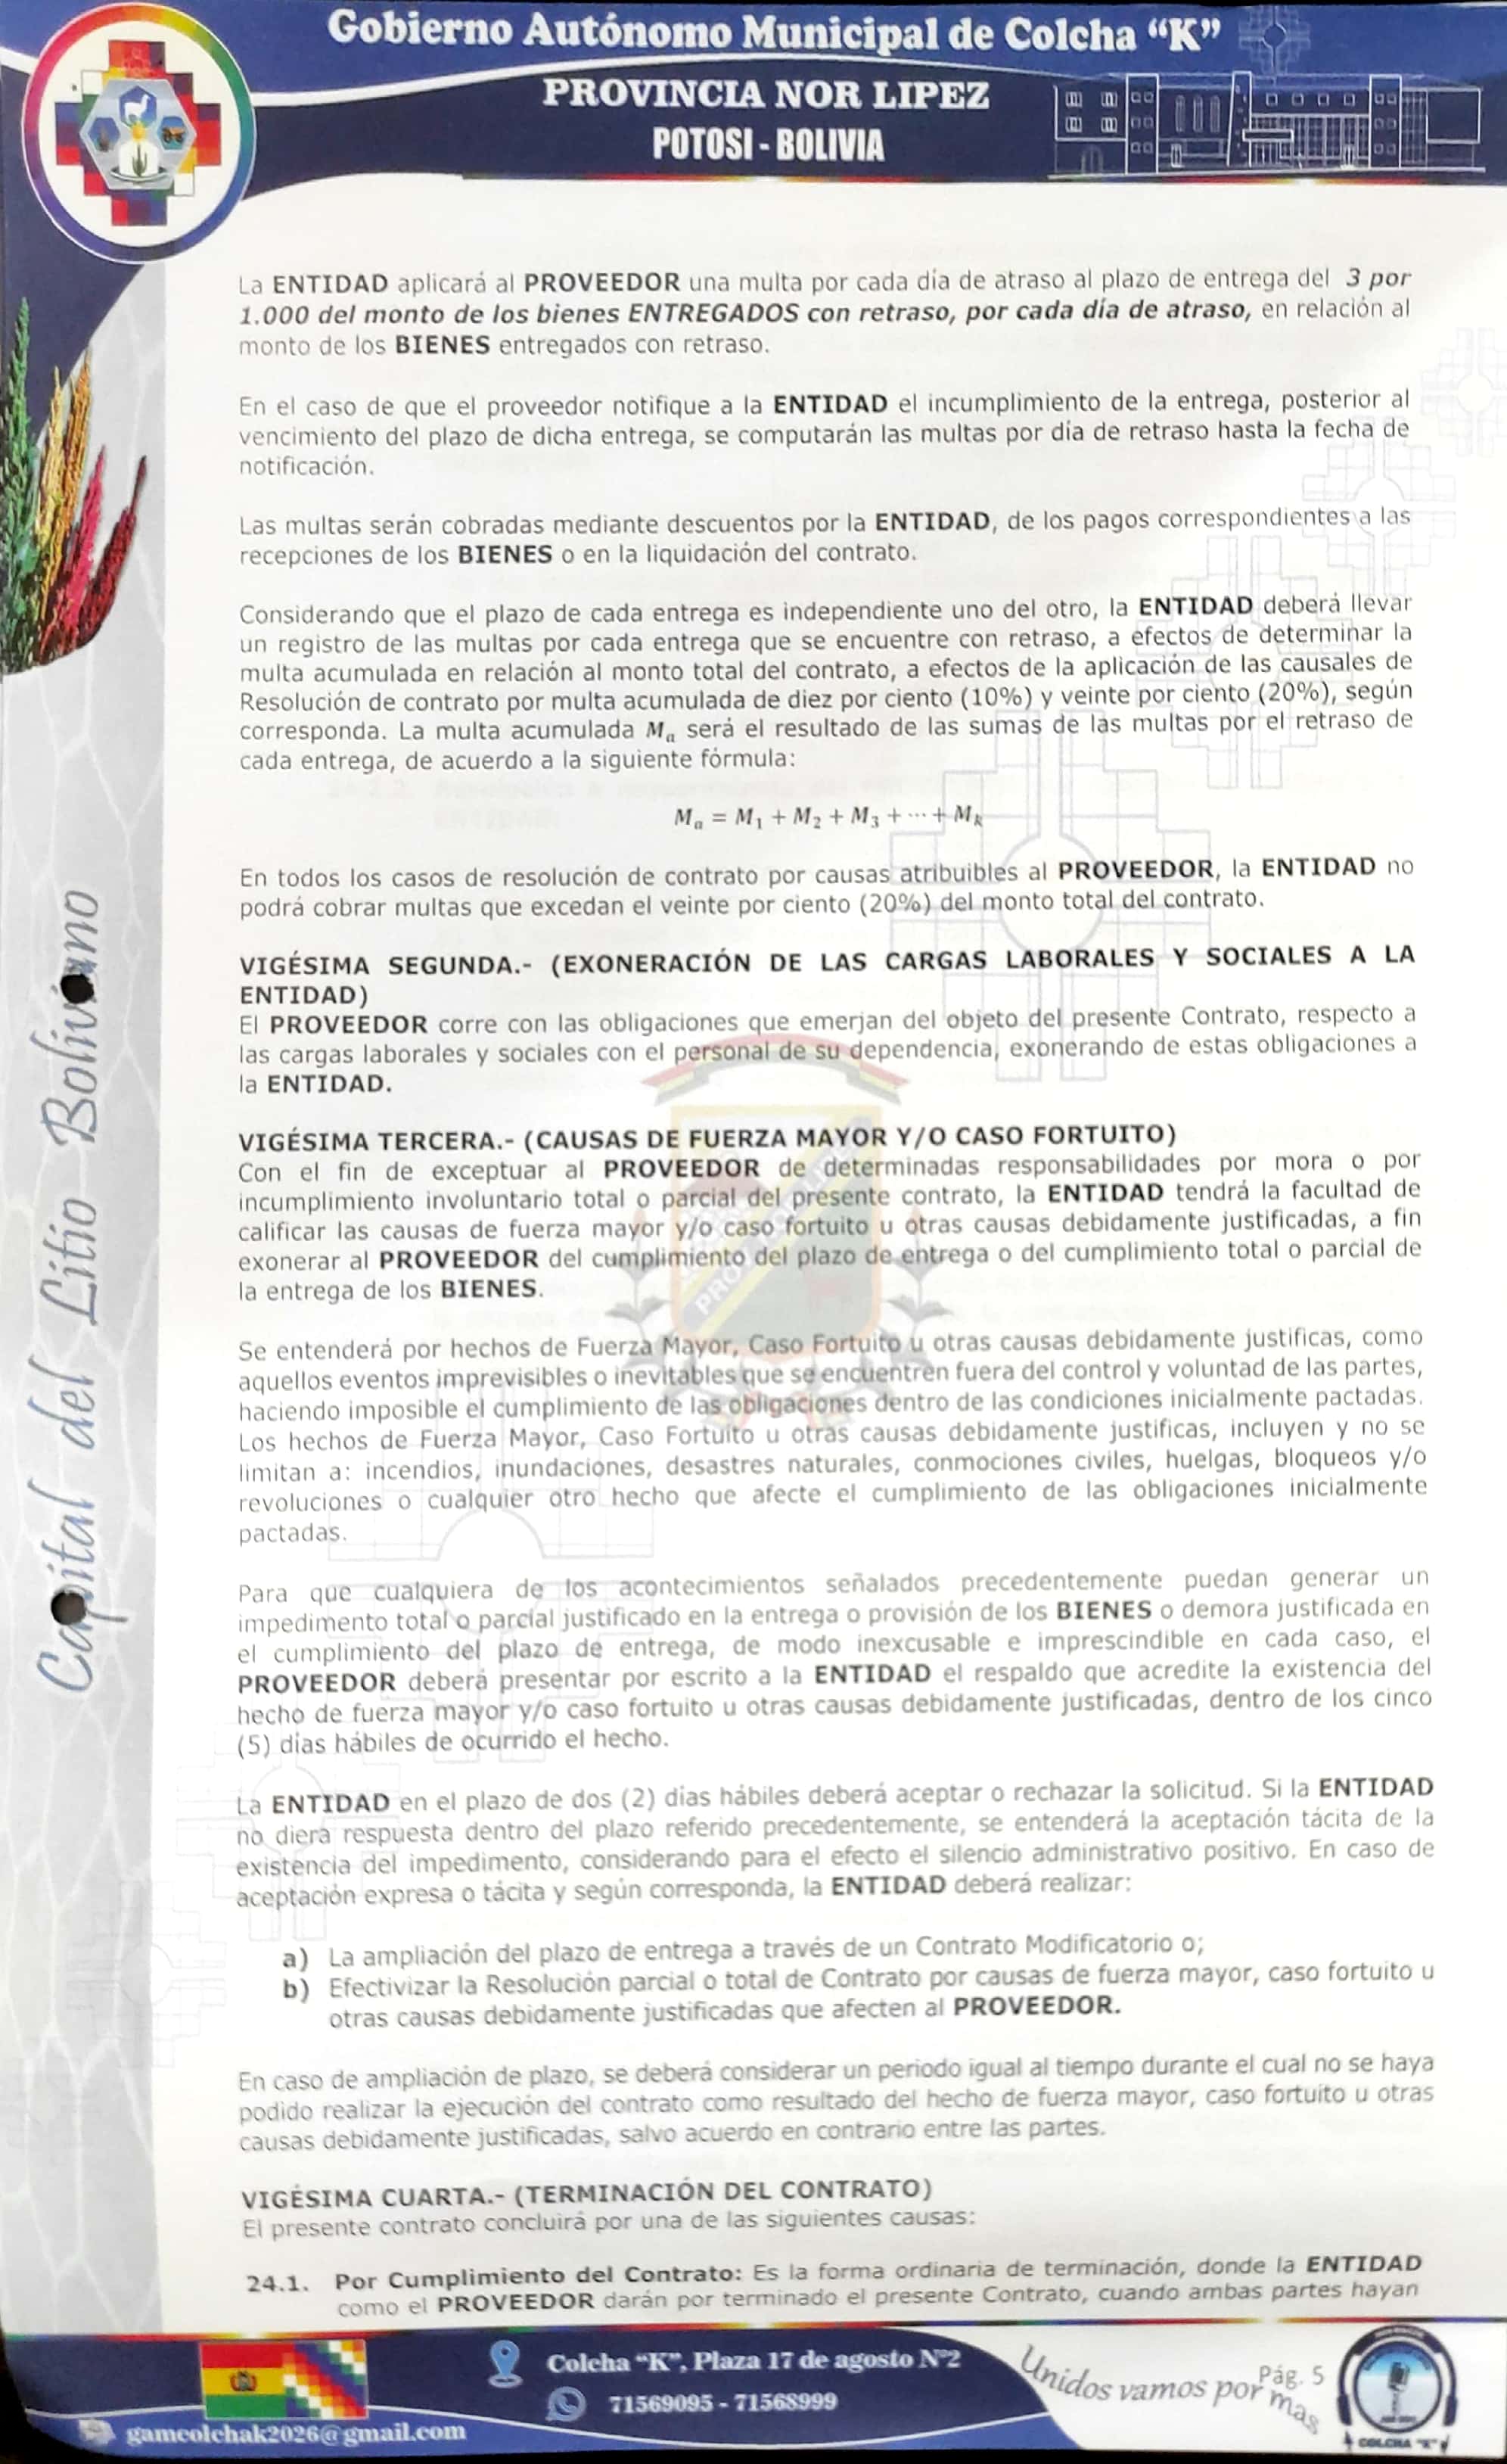 Gobierno Autónomo Municipal de Colcha “K”
PROVINCIA NOR LIPEZ
POTOSI - BOLIVIA
La ENTIDAD aplicará al PROVEEDOR una multa por cada día de atraso al plazo de entrega del 3 por
1.000 del monto de los bienes ENTREGADOS con retraso, por cada día de atraso, en relación al
monto de los BIENES entregados con retraso.
En el caso de que el proveedor notifique a la ENTIDAD el incumplimiento de la entrega, posterior al
vencimiento del plazo de dicha entrega, se computarán las multas por día de retraso hasta la fecha de
notificación.
Las multas serán cobradas mediante descuentos por la ENTIDAD, de los pagos correspondientes a las
recepciones de los BIENES o en la liquidación del contrato.
Considerando que el plazo de cada entrega es independiente uno del otro, la ENTIDAD deberá llevar
un registro de las multas por cada entrega que se encuentre con retraso, a efectos de determinar la
multa acumulada en relación al monto total del contrato, a efectos de la aplicación de las causales de
Resolución de contrato por multa acumulada de diez por ciento (10%) y veinte por ciento (20%), según
corresponda. La multa acumulada Mₐ será el resultado de las sumas de las multas por el retraso de
cada entrega, de acuerdo a la siguiente fórmula:
Mₐ = M₁ + M₂ + M₃ + ··· + Mₖ
En todos los casos de resolución de contrato por causas atribuibles al PROVEEDOR, la ENTIDAD no
podrá cobrar multas que excedan el veinte por ciento (20%) del monto total del contrato.
VIGÉSIMA SEGUNDA.- (EXONERACIÓN DE LAS CARGAS LABORALES Y SOCIALES A LA
ENTIDAD)
El PROVEEDOR corre con las obligaciones que emerjan del objeto del presente Contrato, respecto a
las cargas laborales y sociales con el personal de su dependencia, exonerando de estas obligaciones a
la ENTIDAD.
VIGÉSIMA TERCERA.- (CAUSAS DE FUERZA MAYOR Y/O CASO FORTUITO)
Con el fin de exceptuar al PROVEEDOR de determinadas responsabilidades por mora o por
incumplimiento involuntario total o parcial del presente contrato, la ENTIDAD tendrá la facultad de
calificar las causas de fuerza mayor y/o caso fortuito u otras causas debidamente justificadas, a fin
exonerar al PROVEEDOR del cumplimiento del plazo de entrega o del cumplimiento total o parcial de
la entrega de los BIENES.
Se entenderá por hechos de Fuerza Mayor, Caso Fortuito u otras causas debidamente justificas, como
aquellos eventos imprevisibles o inevitables que se encuentren fuera del control y voluntad de las partes,
haciendo imposible el cumplimiento de las obligaciones dentro de las condiciones inicialmente pactadas.
Los hechos de Fuerza Mayor, Caso Fortuito u otras causas debidamente justificas, incluyen y no se
limitan a: incendios, inundaciones, desastres naturales, conmociones civiles, huelgas, bloqueos y/o
revoluciones o cualquier otro hecho que afecte el cumplimiento de las obligaciones inicialmente
pactadas.
Para que cualquiera de los acontecimientos señalados precedentemente puedan generar un
impedimento total o parcial justificado en la entrega o provisión de los BIENES o demora justificada en
el cumplimiento del plazo de entrega, de modo inexcusable e imprescindible en cada caso, el
PROVEEDOR deberá presentar por escrito a la ENTIDAD el respaldo que acredite la existencia del
hecho de fuerza mayor y/o caso fortuito u otras causas debidamente justificadas, dentro de los cinco
(5) días hábiles de ocurrido el hecho.
La ENTIDAD en el plazo de dos (2) días hábiles deberá aceptar o rechazar la solicitud. Si la ENTIDAD
no diera respuesta dentro del plazo referido precedentemente, se entenderá la aceptación tácita de la
existencia del impedimento, considerando para el efecto el silencio administrativo positivo. En caso de
aceptación expresa o tácita y según corresponda, la ENTIDAD deberá realizar:
a) La ampliación del plazo de entrega a través de un Contrato Modificatorio o;
b) Efectivizar la Resolución parcial o total de Contrato por causas de fuerza mayor, caso fortuito u
otras causas debidamente justificadas que afecten al PROVEEDOR.
En caso de ampliación de plazo, se deberá considerar un periodo igual al tiempo durante el cual no se haya
podido realizar la ejecución del contrato como resultado del hecho de fuerza mayor, caso fortuito u otras
causas debidamente justificadas, salvo acuerdo en contrario entre las partes.
VIGÉSIMA CUARTA.- (TERMINACIÓN DEL CONTRATO)
El presente contrato concluirá por una de las siguientes causas:
24.1. Por Cumplimiento del Contrato: Es la forma ordinaria de terminación, donde la ENTIDAD
como el PROVEEDOR darán por terminado el presente Contrato, cuando ambas partes hayan
Capital del Litio Boliviano
Colcha “K”, Plaza 17 de agosto Nº2
71569095 - 71568999
gamcolchak2026@gmail.com
Unidos vamos por mas
Pág. 5
COLCHA "K"